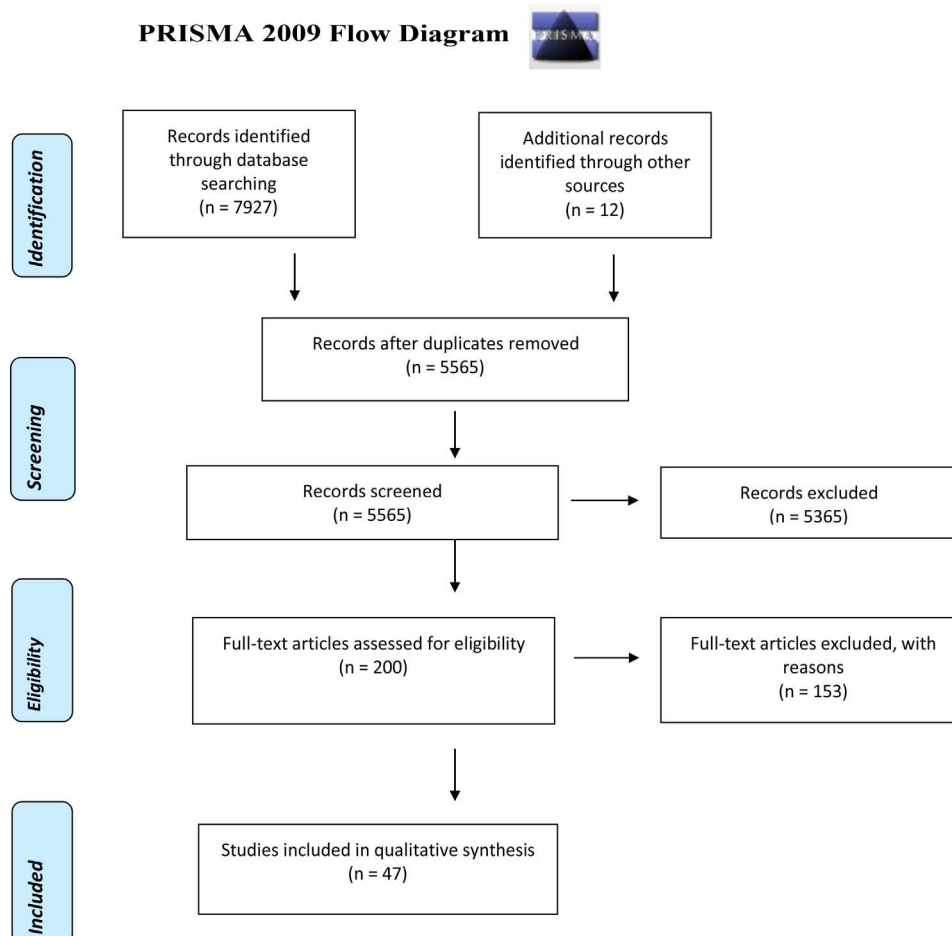 PRISMA 2009 Flow Diagram
PRISMA
Identification
Records identified
through database
searching
(n = 7927)
Additional records
identified through other
sources
(n = 12)
Records after duplicates removed
(n = 5565)
Screening
Records screened
(n = 5565)
Records excluded
(n = 5365)
Eligibility
Full-text articles assessed for eligibility
(n = 200)
Full-text articles excluded, with
reasons
(n = 153)
Included
Studies included in qualitative synthesis
(n = 47)